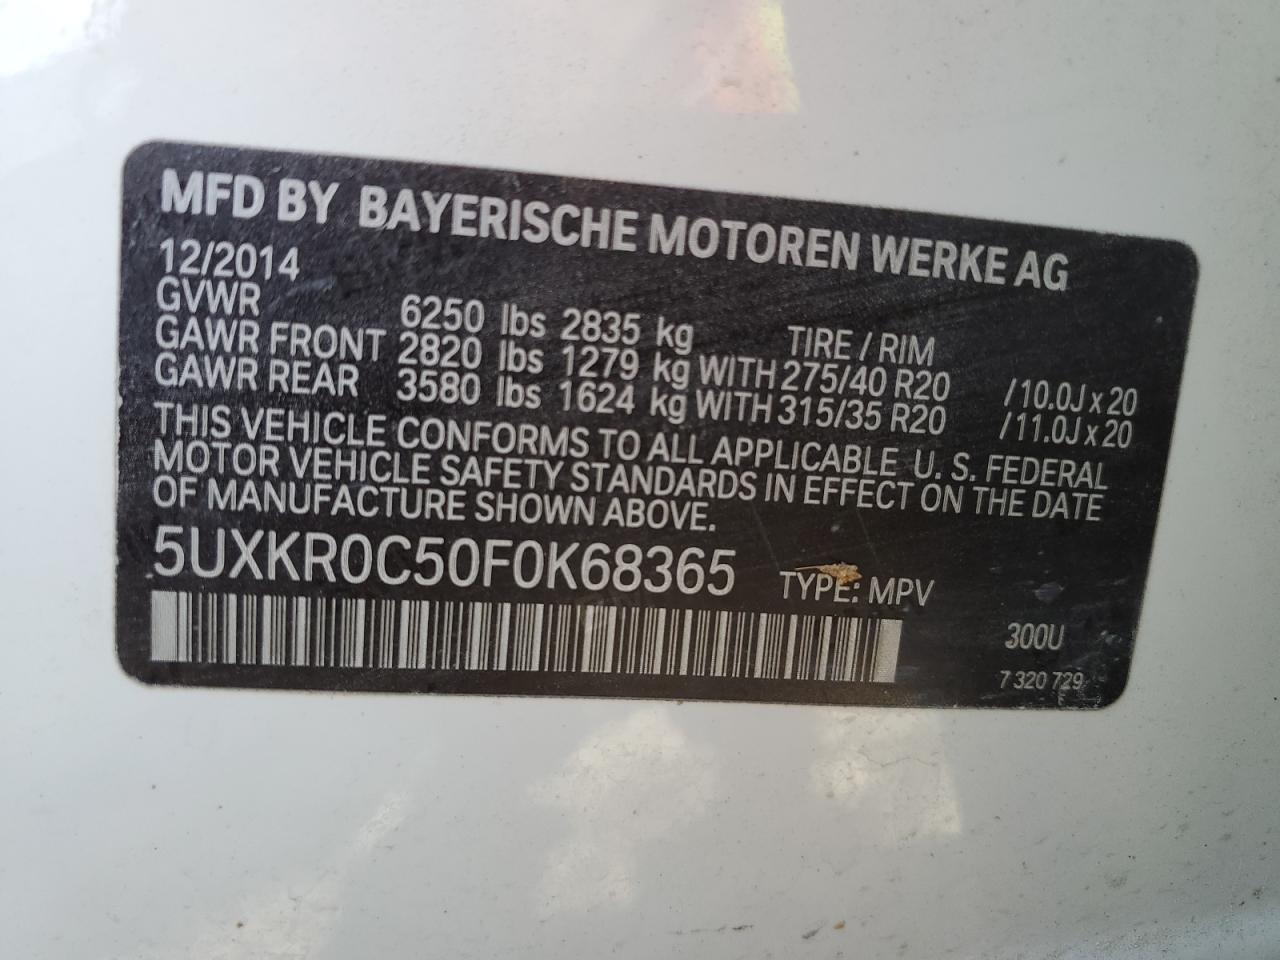 MFD BY BAYERISCHE MOTOREN WERKE AG
12/2014
GVWR 6250 lbs 2835 kg TIRE / RIM
GAWR FRONT 2820 lbs 1279 kg WITH 275/40 R20 /10.0J x 20
GAWR REAR 3580 lbs 1624 kg WITH 315/35 R20 /11.0J x 20
THIS VEHICLE CONFORMS TO ALL APPLICABLE U. S. FEDERAL
MOTOR VEHICLE SAFETY STANDARDS IN EFFECT ON THE DATE
OF MANUFACTURE SHOWN ABOVE.
5UXKR0C50F0K68365 TYPE: MPV
300U
7 320 729